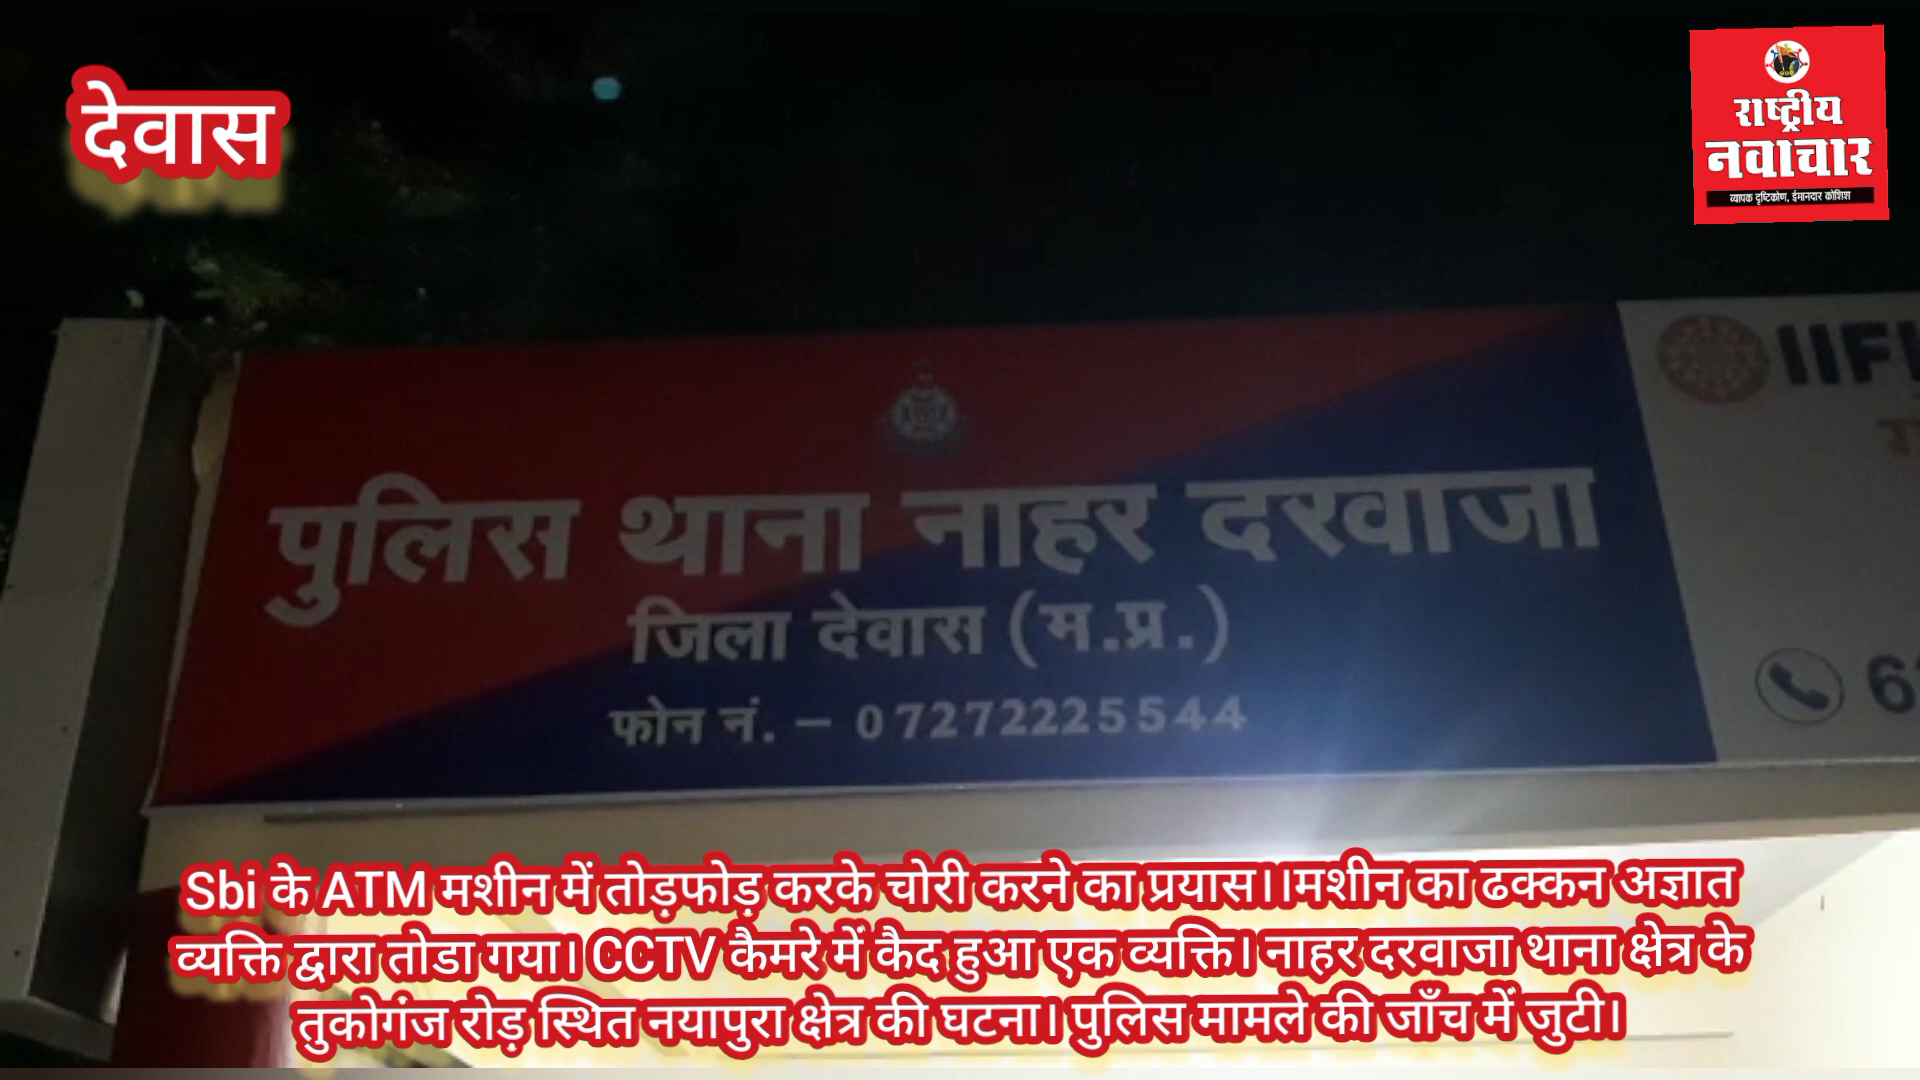 देवास
राष्ट्रीय
नवाचार
व्यापक दृष्टिकोण, ईमानदार कोशिश
IIF
पुलिस थाना नाहर दरवाजा
जिला देवास (म.प्र.)
फोन नं. – 07272225544
6
Sbi के ATM मशीन में तोड़फोड़ करके चोरी करने का प्रयास।।मशीन का ढक्कन अज्ञात
व्यक्ति द्वारा तोडा गया। CCTV कैमरे में कैद हुआ एक व्यक्ति। नाहर दरवाजा थाना क्षेत्र के
तुकोगंज रोड़ स्थित नयापुरा क्षेत्र की घटना। पुलिस मामले की जाँच में जुटी।